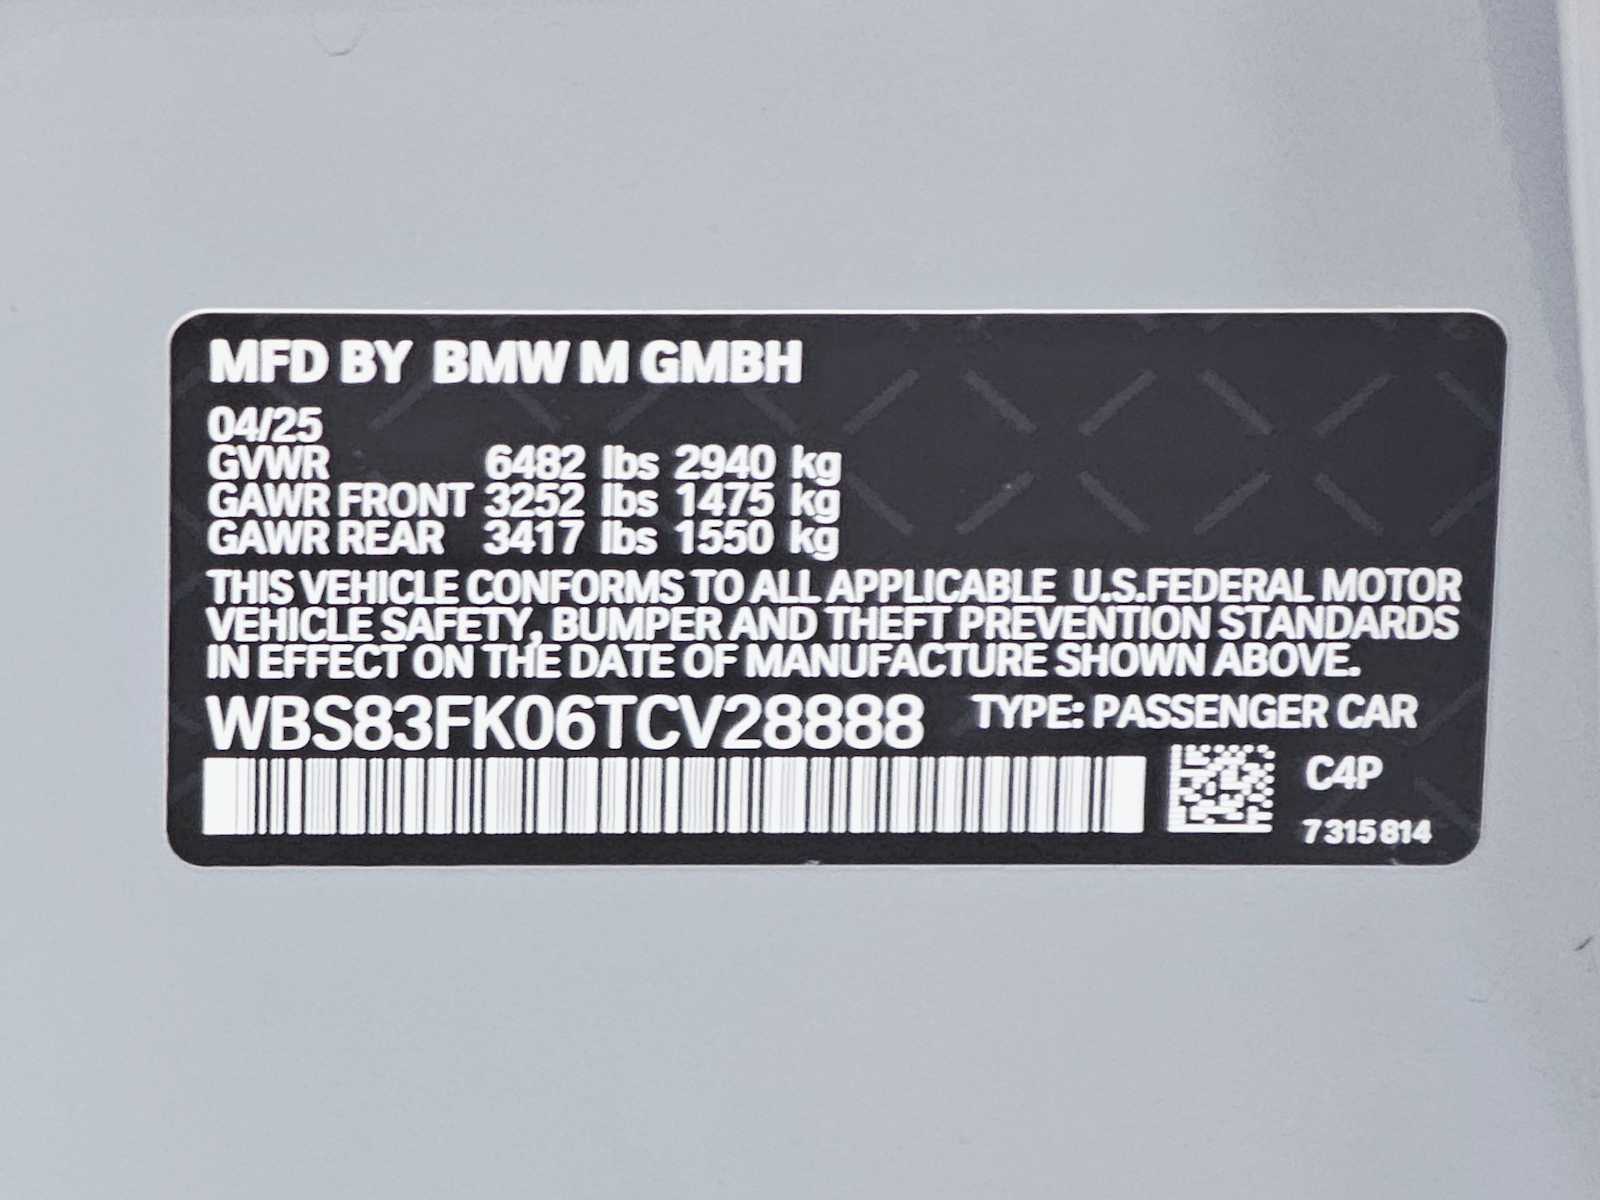 MFD BY BMW M GMBH
04/25
GVWR 6482 lbs 2940 kg
GAWR FRONT 3252 lbs 1475 kg
GAWR REAR 3417 lbs 1550 kg
THIS VEHICLE CONFORMS TO ALL APPLICABLE U.S.FEDERAL MOTOR
VEHICLE SAFETY, BUMPER AND THEFT PREVENTION STANDARDS
IN EFFECT ON THE DATE OF MANUFACTURE SHOWN ABOVE.
WBS83FK06TCV28888 TYPE: PASSENGER CAR
C4P
7 315 814